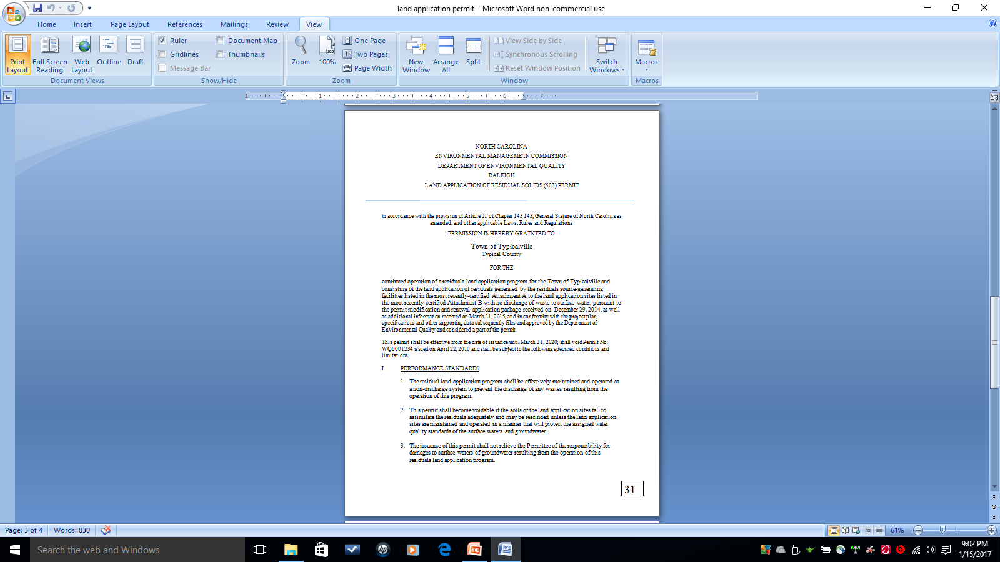 land application permit - Microsoft Word non-commercial use
Home Insert Page Layout References Mailings Review View
Print Layout
Full Screen Reading
Web Layout
Outline
Draft
Document Views
Ruler
Gridlines
Message Bar
Document Map
Thumbnails
Show/Hide
Zoom
100%
One Page
Two Pages
Page Width
Zoom
New Window
Arrange All
Split
View Side by Side
Synchronous Scrolling
Reset Window Position
Window
Switch Windows
Macros
Macros
1 1 2 3 4 5 6 7
NORTH CAROLINA
ENVIRONMENTAL MANAGEMETN COMMISSION
DEPARTMENT OF ENVIRONMENTAL QUALITY
RALEIGH
LAND APPLICATION OF RESIDUAL SOLIDS (503) PERMIT
In accordance with the provision of Article 21 of Chapter 143 143, General Stature of North Carolina as
amended, and other applicable Laws, Rules and Regulations
PERMISSION IS HEREBY GRATNTED TO
Town of Typicalville
Typical County
FOR THE
continued operation of a residuals land application program for the Town of Typicalville and
consisting of the land application of residuals generated by the residuals source-generating
facilities listed in the most recently-certified Attachment A to the land application sites listed in
the most recently-certified Attachment B with no discharge of waste to surface water, pursuant to
the permit modification and renewal application package received on December 29, 2014, as well
as additional information received on March 11, 2015, and in conformity with the project plan,
specifications and other supporting data subsequently files and approved by the Department of
Environmental Quality and considered a part of the permit.
This permit shall be effective from the date of issuance until March 31, 2020; shall void Permit No.
WQ0001234 issued on April 22, 2010 and shall be subject to the following specified conditions and
limitations:
I. PERFORMANCE STANDARDS
1. The residual land application program shall be effectively maintained and operated as
a non-discharge system to prevent the discharge of any wastes resulting from the
operation of this program.
2. This permit shall become voidable if the soils of the land application sites fail to
assimilate the residuals adequately and may be rescinded unless the land application
sites are maintained and operated in a manner that will protect the assigned water
quality standards of the surface waters and groundwater.
3. The issuance of this permit shall not relieve the Permittee of the responsibility for
damages to surface waters of groundwater resulting from the operation of this
residuals land application program.
31
Page: 3 of 4 Words: 830
61%
Search the web and Windows
9:02 PM
1/15/2017